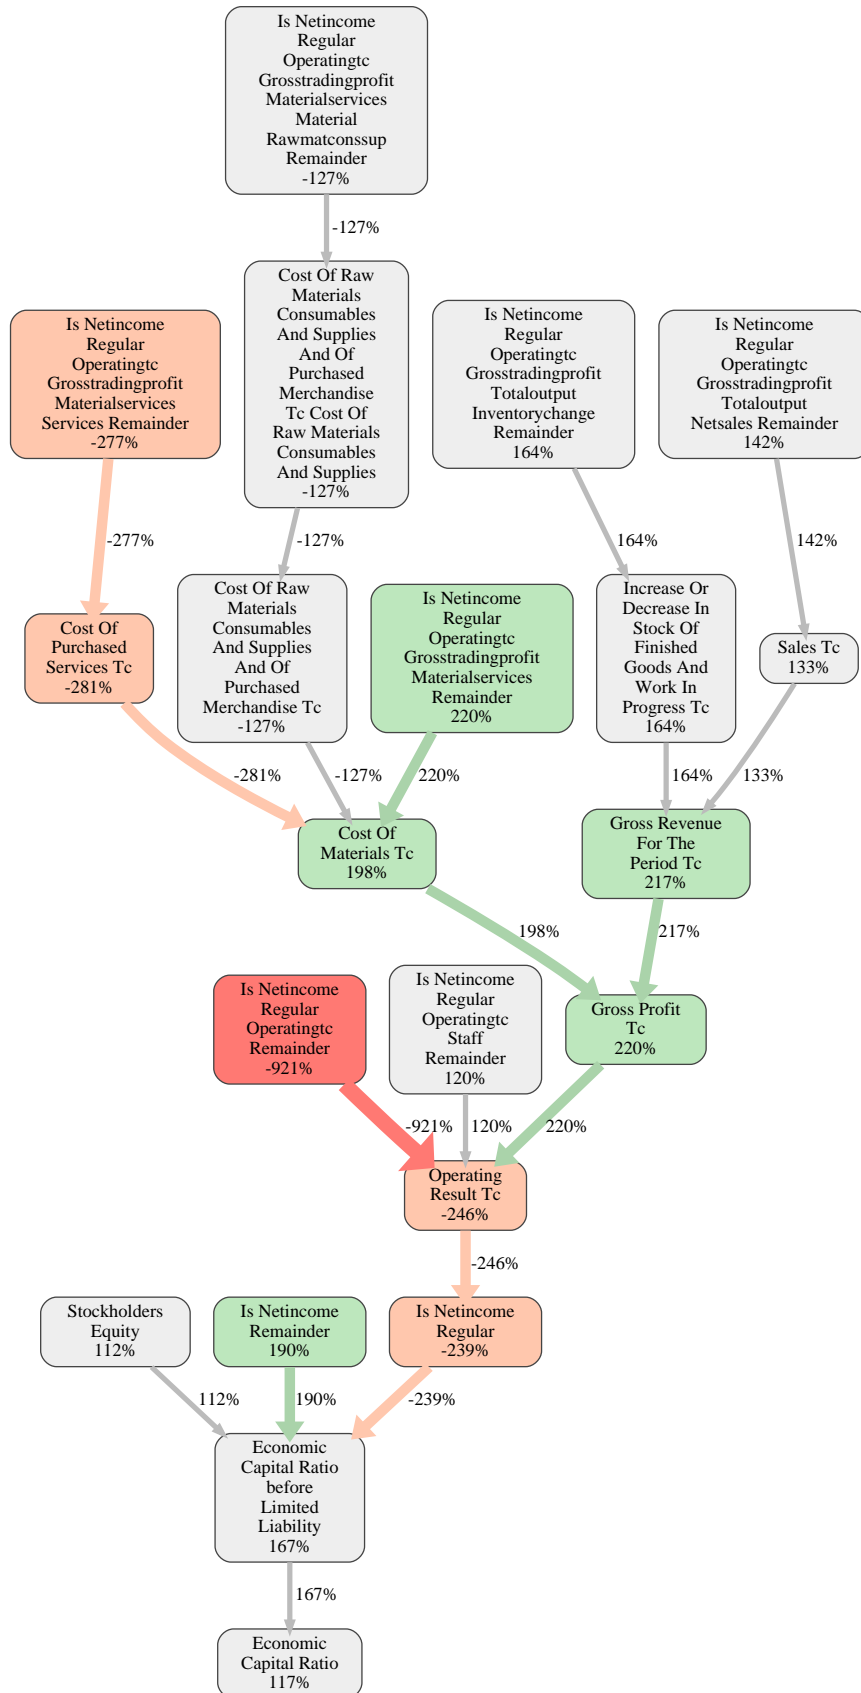 Is Netincome
Regular
Operatingtc
Grosstradingprofit
Materialservices
Material
Rawmatconssup
Remainder
-127%
-127%
Is Netincome
Regular
Operatingtc
Grosstradingprofit
Materialservices
Services Remainder
-277%
Cost Of Raw
Materials
Consumables
And Supplies
And Of
Purchased
Merchandise
Tc Cost Of
Raw Materials
Consumables
And Supplies
-127%
Is Netincome
Regular
Operatingtc
Grosstradingprofit
Totaloutput
Inventorychange
Remainder
164%
Is Netincome
Regular
Operatingtc
Grosstradingprofit
Totaloutput
Netsales Remainder
142%
-277%
-127%
164%
142%
Cost Of
Purchased
Services Tc
-281%
Cost Of Raw
Materials
Consumables
And Supplies
And Of
Purchased
Merchandise Tc
-127%
Is Netincome
Regular
Operatingtc
Grosstradingprofit
Materialservices
Remainder
220%
Increase Or
Decrease In
Stock Of
Finished
Goods And
Work In
Progress Tc
164%
Sales Tc
133%
-281%
-127%
220%
164%
133%
Cost Of
Materials Tc
198%
Gross Revenue
For The
Period Tc
217%
198%
217%
Is Netincome
Regular
Operatingtc
Remainder
-921%
Is Netincome
Regular
Operatingtc
Staff
Remainder
120%
Gross Profit
Tc
220%
-921%
120%
220%
Operating
Result Tc
-246%
-246%
Stockholders
Equity
112%
Is Netincome
Remainder
190%
Is Netincome
Regular
-239%
112%
190%
-239%
Economic
Capital Ratio
before
Limited
Liability
167%
167%
Economic
Capital Ratio
117%